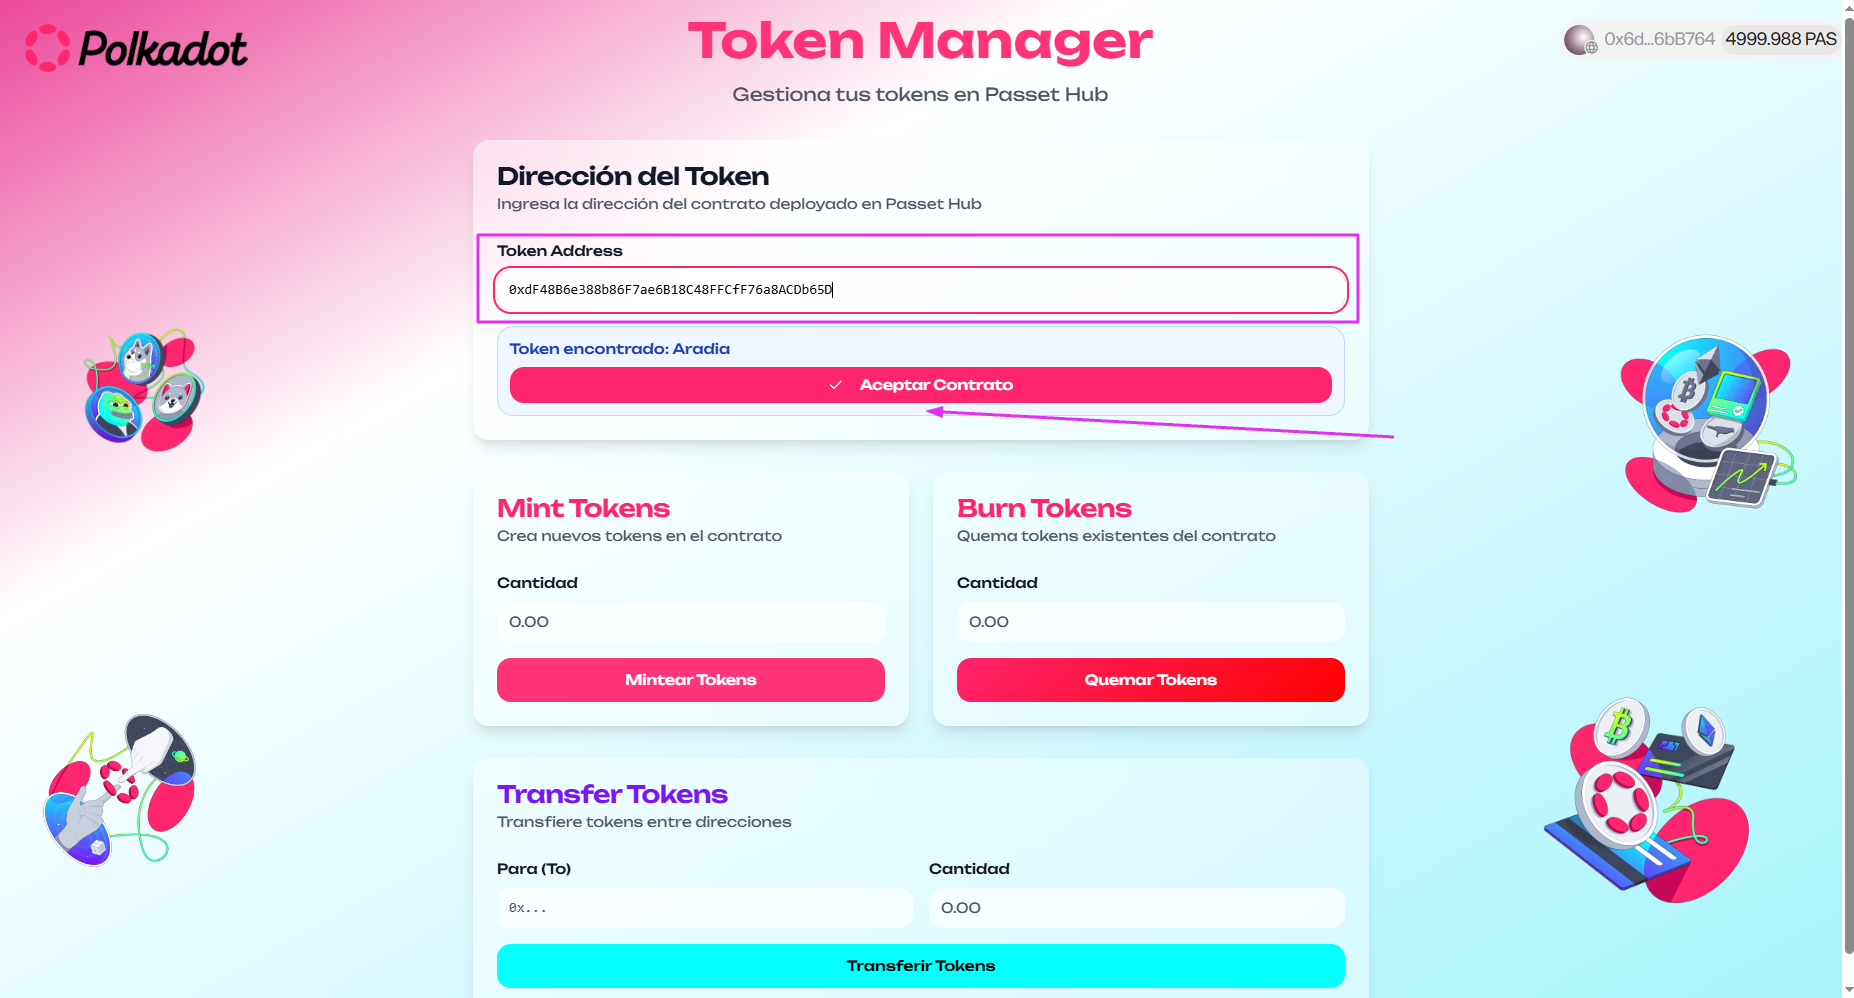 Polkadot
Token Manager
Gestiona tus tokens en Passet Hub
0x6d...6bB764 4999.988 PAS
Dirección del Token
Ingresa la dirección del contrato deployado en Passet Hub
Token Address
0xdF48B6e388b86F7ae6B18C48FFCfF76a8ACDb65D
Token encontrado: Aradia
Aceptar Contrato
Mint Tokens
Crea nuevos tokens en el contrato
Cantidad
0.00
Mintear Tokens
Burn Tokens
Quema tokens existentes del contrato
Cantidad
0.00
Quemar Tokens
Transfer Tokens
Transfiere tokens entre direcciones
Para (To)
0x...
Cantidad
0.00
Transferir Tokens